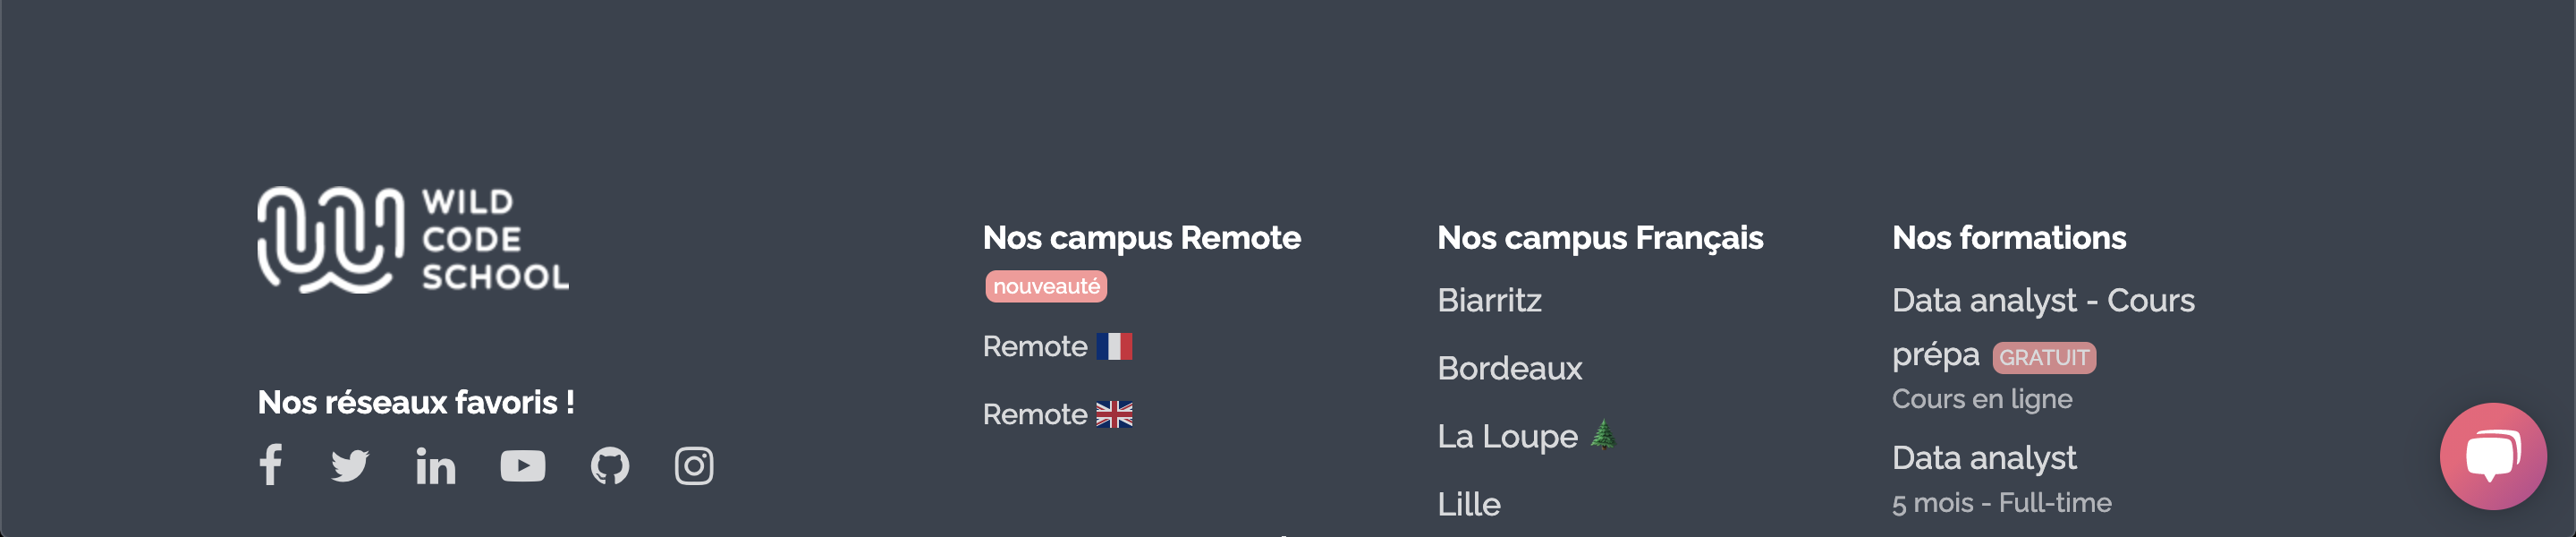 WILD
CODE
SCHOOL
Nos réseaux favoris !
Nos campus Remote
nouveauté
Remote
Remote
Nos campus Français
Biarritz
Bordeaux
La Loupe 🌲
Lille
Nos formations
Data analyst - Cours
prépa GRATUIT
Cours en ligne
Data analyst
5 mois - Full-time